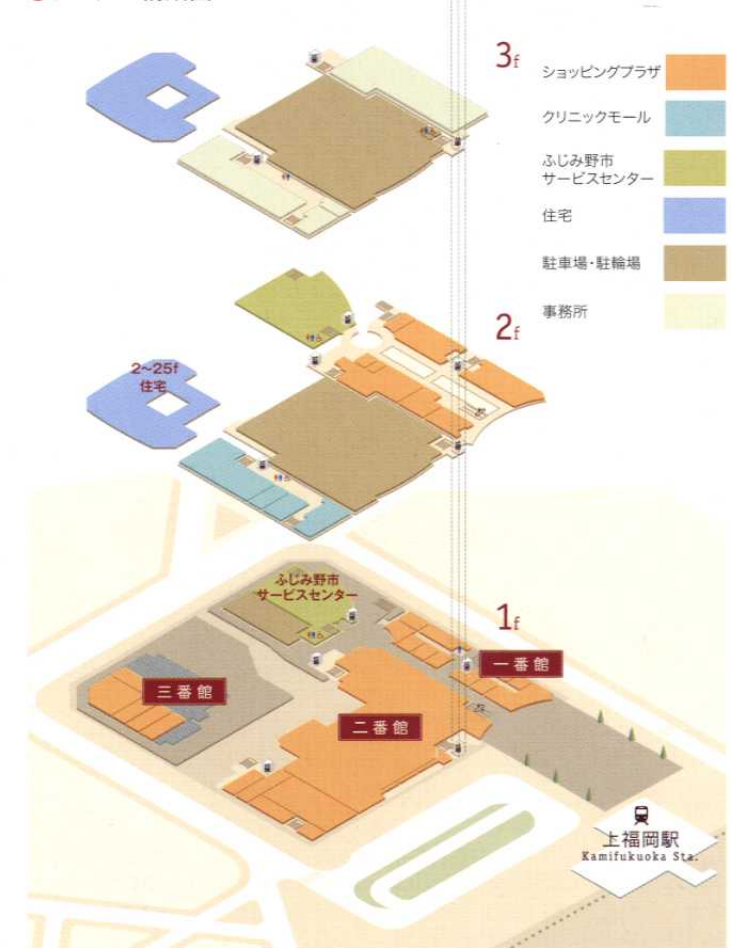 3f
ショッピングプラザ
クリニックモール
ふじみ野市
サービスセンター
住宅
駐車場・駐輪場
事務所
2f
2~25f
住宅
1f
ふじみ野市
サービスセンター
一番館
三番館
二番館
上福岡駅
Kamifukuoka Sta.